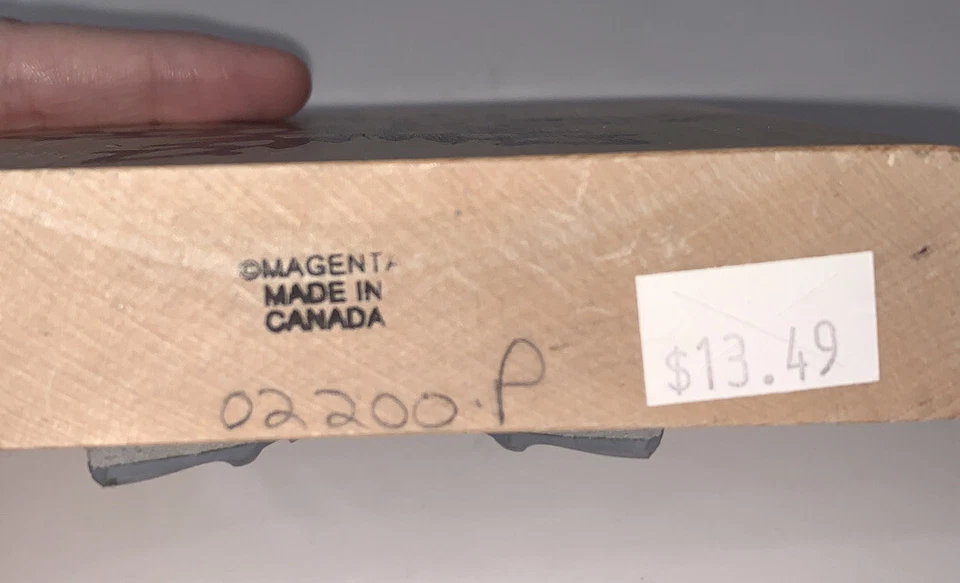 ©MAGENTA
MADE IN
CANADA
02200.P
$13.49